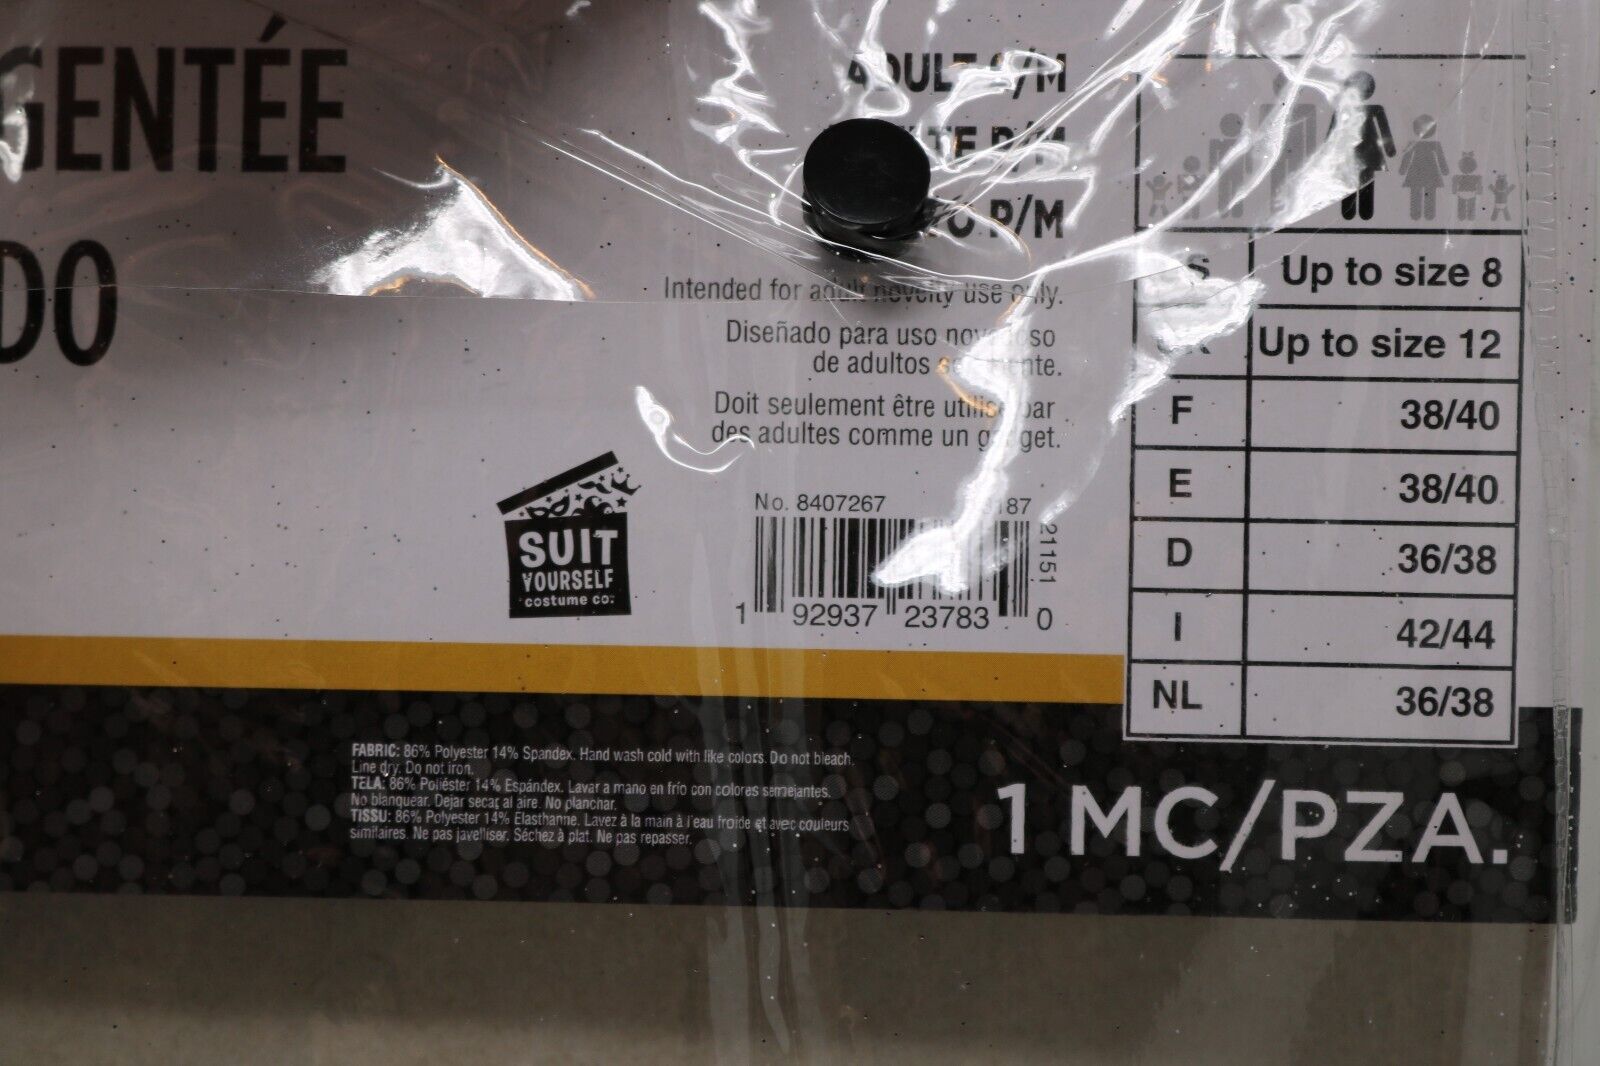 GENTÉE
DO
ADULT S/M
P/M
P/M
Intended for adult novelty use only.
Diseñado para uso
de adultos
Doit seulement être utilisé par
des adultes comme un
SUIT
YOURSELF
costume co.
No. 8407267
187
21151
1 92937 23783 0
S Up to size 8
Up to size 12
F 38/40
E 38/40
D 36/38
I 42/44
NL 36/38
FABRIC: 86% Polyester 14% Spandex. Hand wash cold with like colors. Do not bleach.
Line dry. Do not iron.
TELA: 86% Poliéster 14% Espándex. Lavar a mano en frío con colores semejantes.
No blanquear. Dejar secar al aire. No planchar.
TISSU: 86% Polyester 14% Elasthanne. Lavez à la main à l'eau froide et avec couleurs
similaires. Ne pas javelliser. Séchez à plat. Ne pas repasser.
1 MC/PZA.